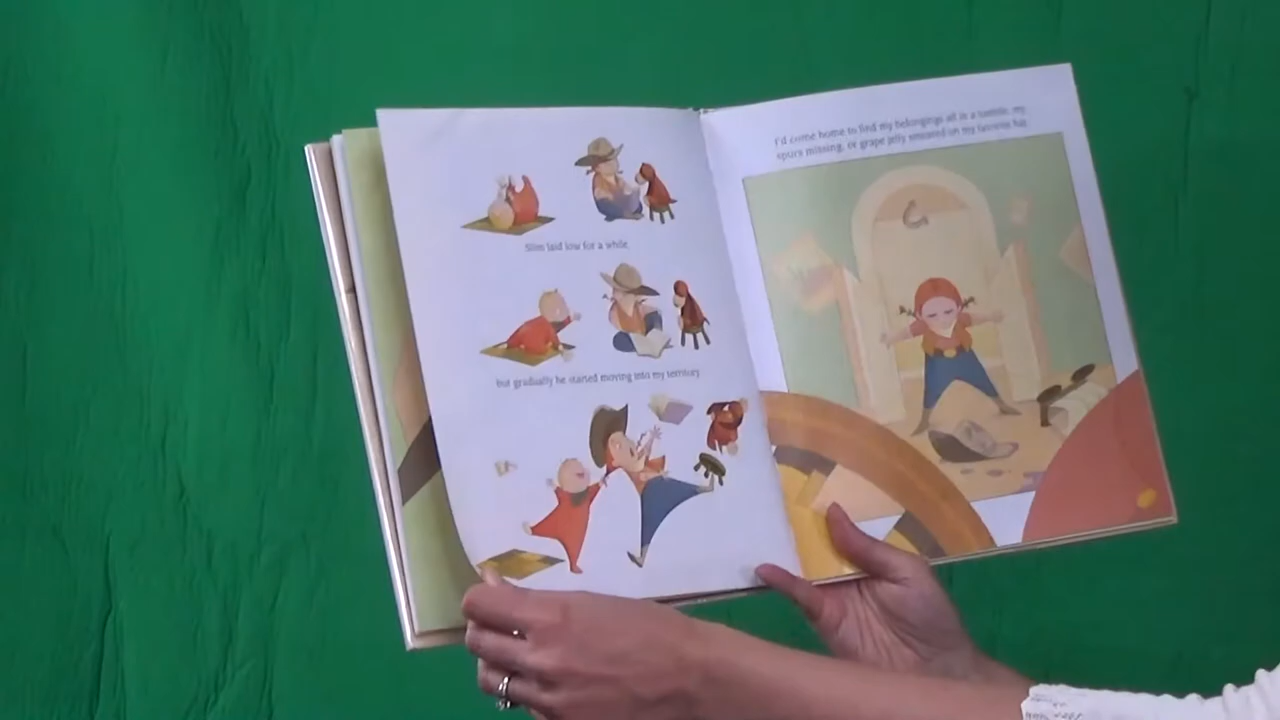 Slim laid low for a while
but gradually he started moving into my territory
I'd come home to find my belongings all in a tumble, my
spurs missing, or grape jelly smeared on my favorite hat.